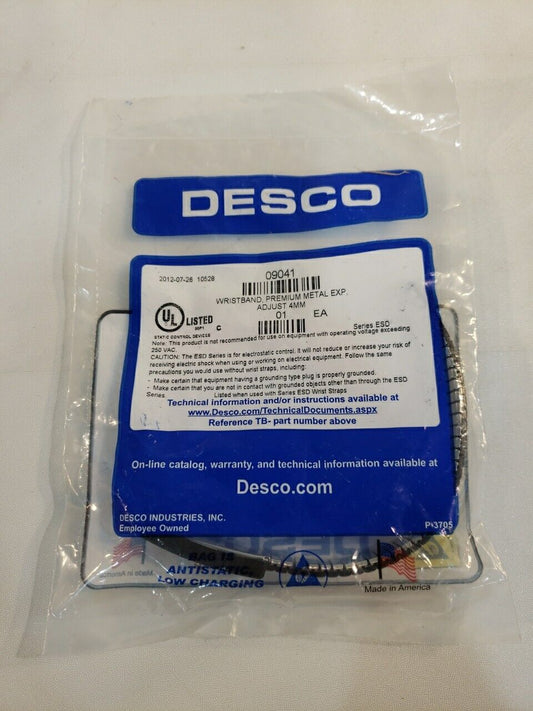 DESCO
2012-07-26 10528
09041
WRISTBAND, PREMIUM METAL EXP.
ADJUST 4MM
01 EA
UL LISTED
C
STATIC CONTROL DEVICES
Series ESD
Note: This product is not recommended for use on equipment with operating voltage exceeding
250 VAC.
CAUTION: The ESD Series is for electrostatic control. It will not reduce or increase your risk of
receiving electric shock when using or working on electrical equipment. Follow the same
precautions you would use without wrist straps, including:
- Make certain that equipment having a grounding type plug is properly grounded.
- Make certain that you are not in contact with grounded objects other than through the ESD
Series. Listed when used with Series ESD Wrist Straps
Technical information and/or instructions available at
www.Desco.com/TechnicalDocuments.aspx
Reference TB- part number above
On-line catalog, warranty, and technical information available at
Desco.com
DESCO INDUSTRIES, INC.
Employee Owned
DESCO
BAG IS
ANTISTATIC,
LOW CHARGING
Made in America
Made in America